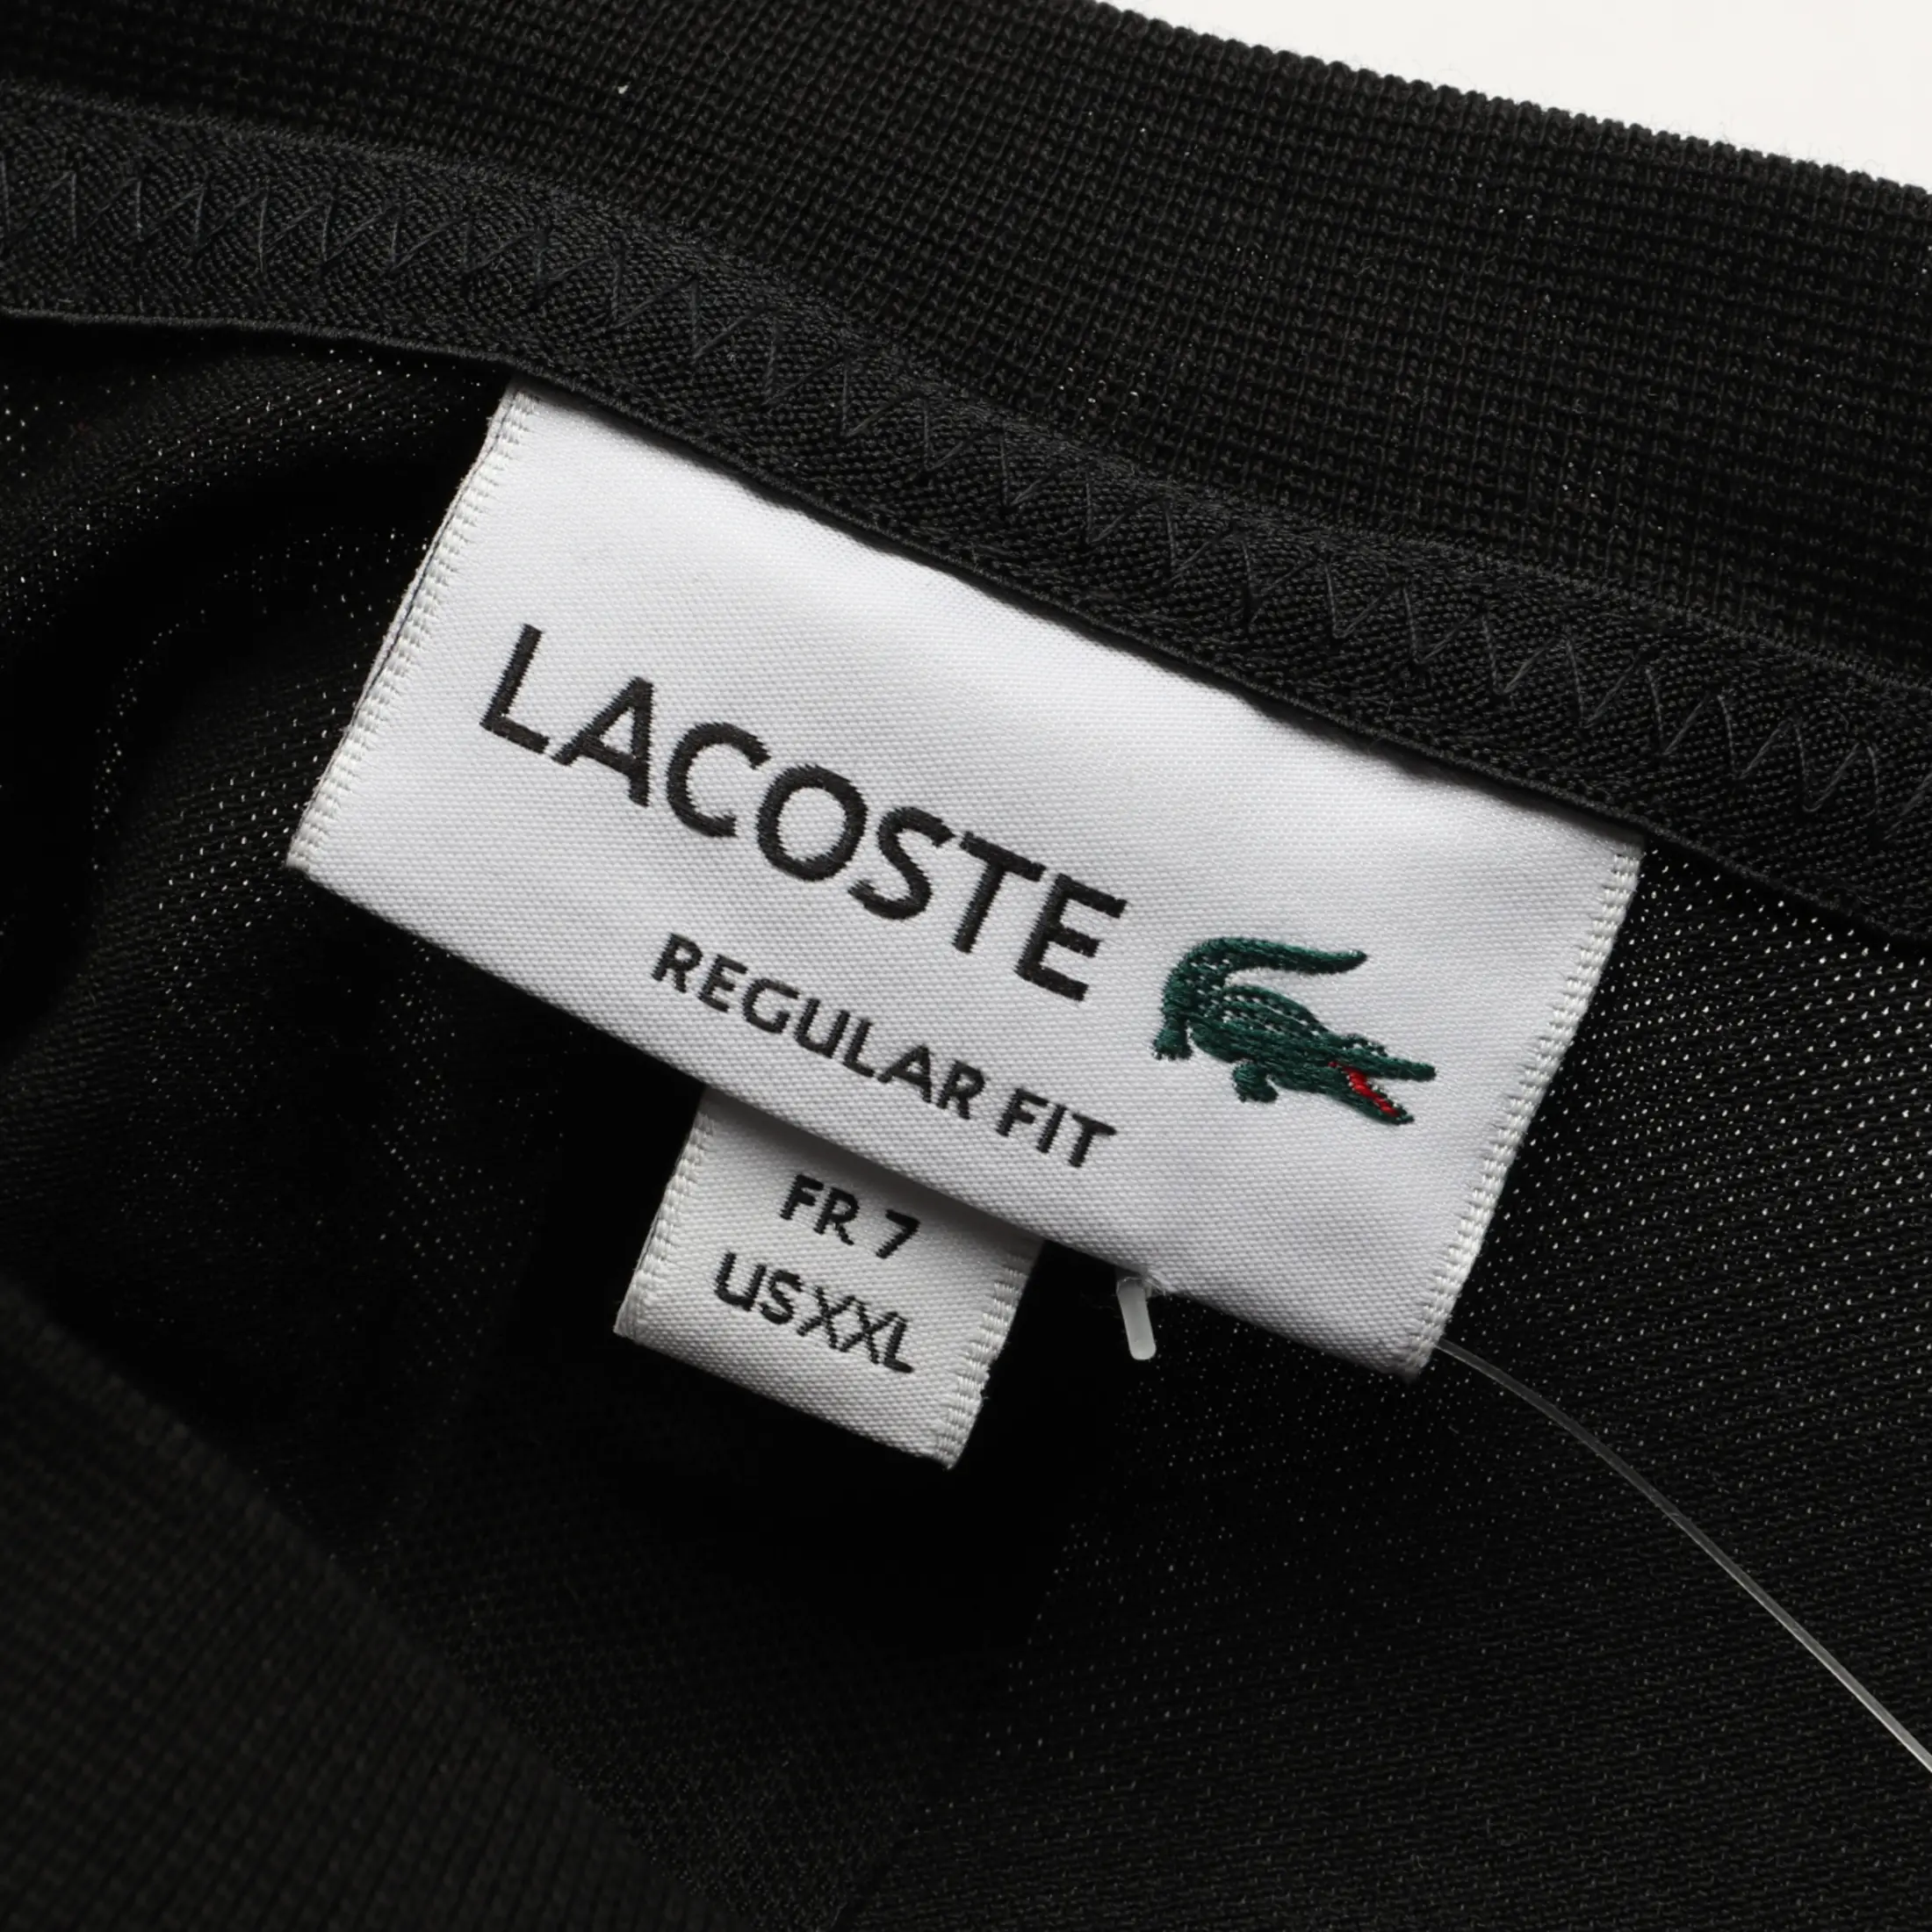 LACOSTE
REGULAR FIT
FR 7
US XXL